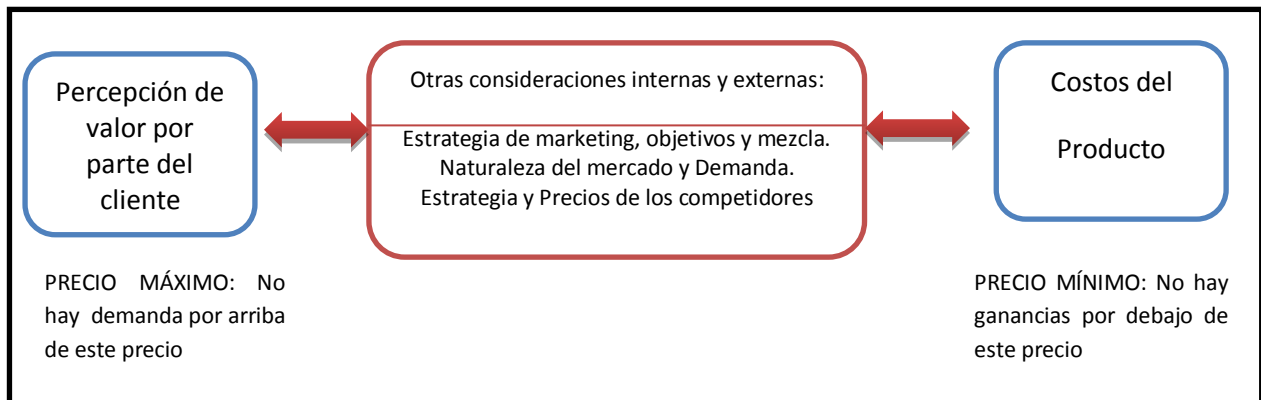 Percepción de
valor por
parte del
cliente
Otras consideraciones internas y externas:
Estrategia de marketing, objetivos y mezcla.
Naturaleza del mercado y Demanda.
Estrategia y Precios de los competidores
Costos del
Producto
PRECIO MÁXIMO: No
hay demanda por arriba
de este precio
PRECIO MÍNIMO: No hay
ganancias por debajo de
este precio